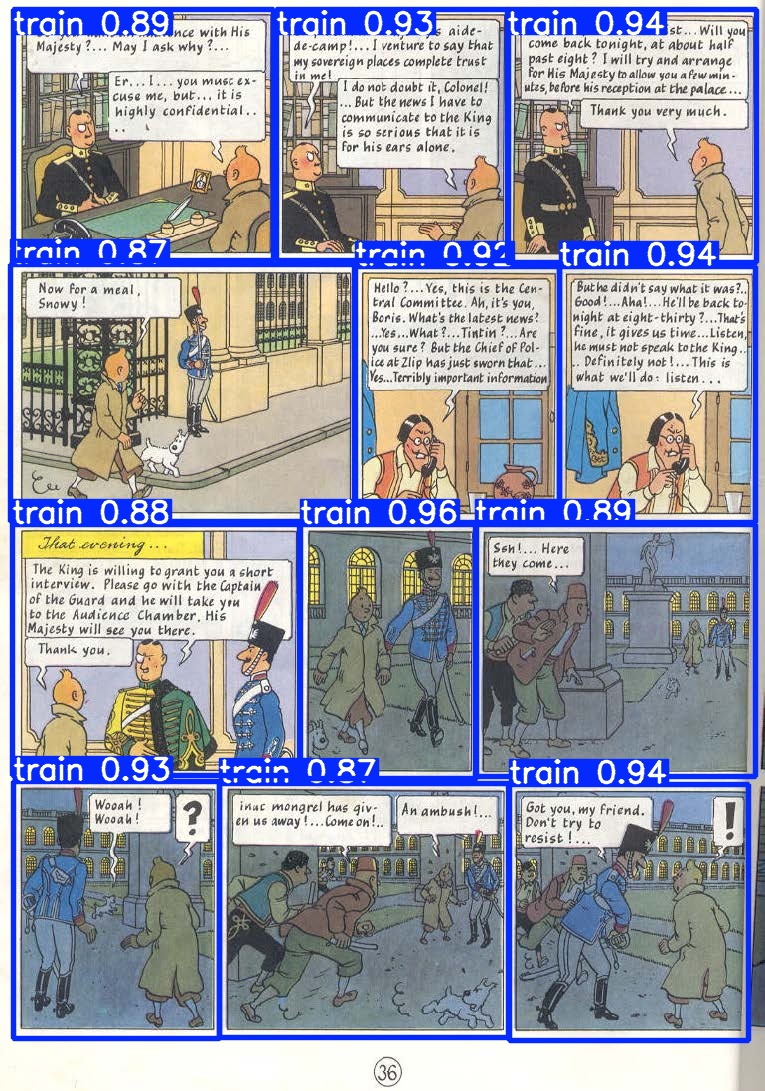 train 0.89
with His
Majesty?... May I ask why?...
Er...I... you must ex-
cuse me, but... it is
highly confidential..
..
train 0.93
aide-
de-camp!...I venture to say that
my sovereign places complete trust
in me!
I do not doubt it, Colonel!
...But the news I have to
communicate to the King
is so serious that it is
for his ears alone.
train 0.94
Will you
come back tonight, at about half
past eight? I will try and arrange
for His Majesty to allow you a few min-
utes, before his reception at the palace...
Thank you very much.
train 0.87
Now for a meal,
Snowy!
train 0.92
Hello?...Yes, this is the Cen-
tral Committee. Ah, it's you,
Boris. What's the latest news?
...Yes...What?...Tintin?...Are
you sure? But the Chief of Pol-
ice at Zlip has just sworn that...
Yes...Terribly important information
train 0.94
But he didn't say what it was?..
Good!...Aha!...He'll be back to-
night at eight-thirty?...That's
fine, it gives us time...Listen,
he must not speak to the King...
.. Definitely not!...This is
what we'll do: listen...
train 0.88
That evening...
The King is willing to grant you a short
interview. Please go with the Captain
of the Guard and he will take you
to the Audience Chamber. His
Majesty will see you there.
Thank you.
train 0.96
train 0.89
Ssh!... Here
they come...
train 0.93
Wooah!
Wooah!
?
train 0.87
mongrel has giv-
en us away!...Come on!..
An ambush!...
train 0.94
Got you, my friend.
Don't try to
resist!...
!
36